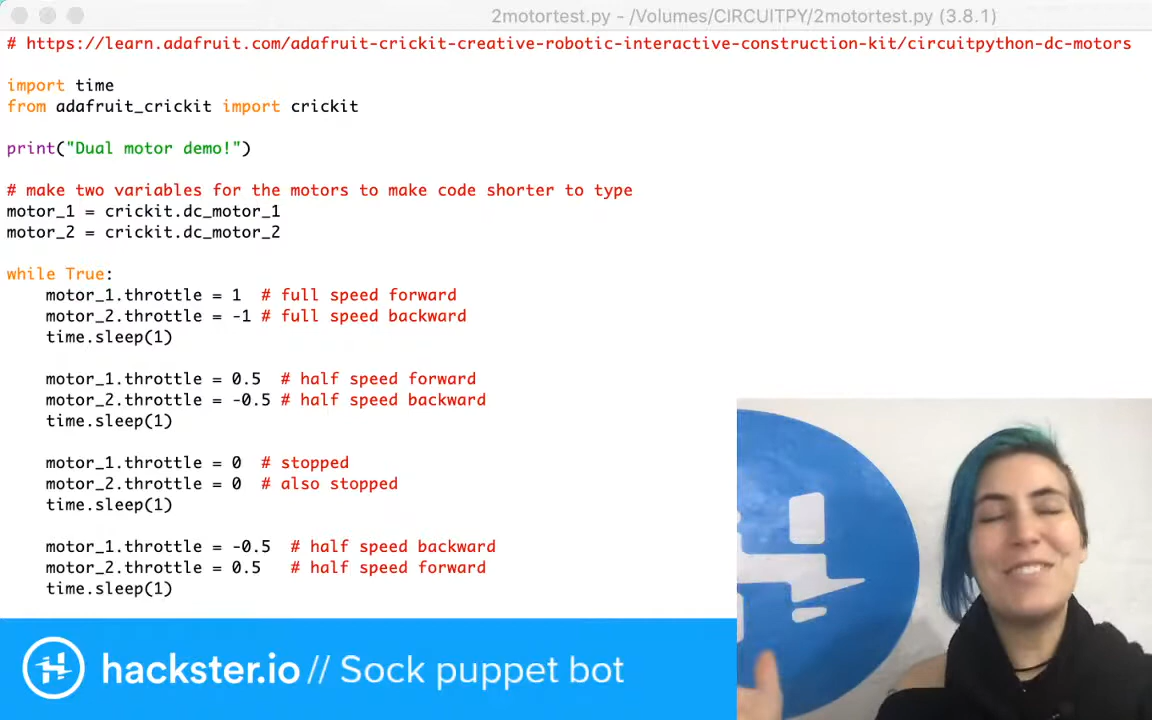 2motortest.py - /Volumes/CIRCUITPY/2motortest.py (3.8.1)
# https://learn.adafruit.com/adafruit-crickit-creative-robotic-interactive-construction-kit/circuitpython-dc-motors
import time
from adafruit_crickit import crickit
print("Dual motor demo!")
# make two variables for the motors to make code shorter to type
motor_1 = crickit.dc_motor_1
motor_2 = crickit.dc_motor_2
while True:
    motor_1.throttle = 1  # full speed forward
    motor_2.throttle = -1 # full speed backward
    time.sleep(1)
    motor_1.throttle = 0.5  # half speed forward
    motor_2.throttle = -0.5 # half speed backward
    time.sleep(1)
    motor_1.throttle = 0  # stopped
    motor_2.throttle = 0  # also stopped
    time.sleep(1)
    motor_1.throttle = -0.5  # half speed backward
    motor_2.throttle = 0.5   # half speed forward
    time.sleep(1)
hackster.io // Sock puppet bot